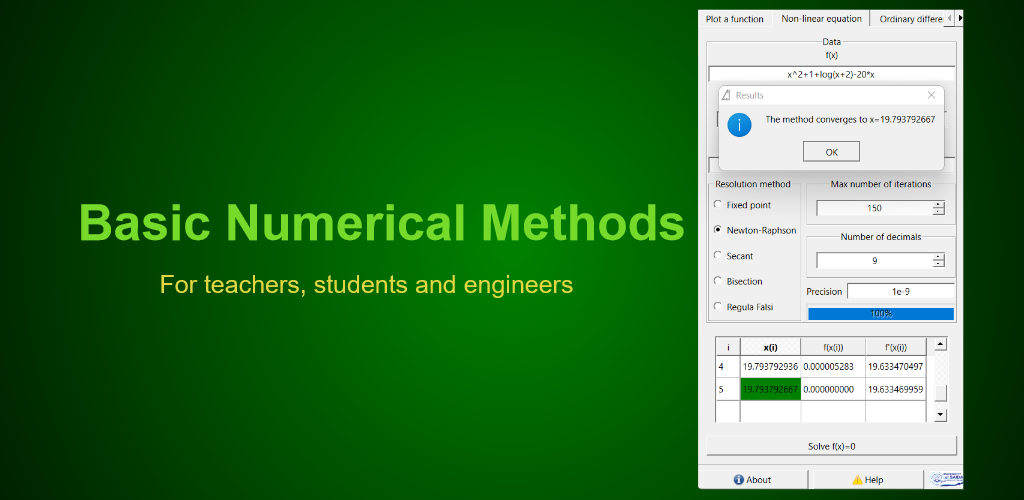 Basic Numerical Methods
For teachers, students and engineers
Plot a function Non-linear equation Ordinary differe
Data
f(x)
x^2+1+log(x+2)-20*x
Results
The method converges to x=19.793792667
OK
Resolution method
Fixed point
Newton-Raphson
Secant
Bisection
Regula Falsi
Max number of iterations
150
Number of decimals
9
Precision 1e-9
100%
i x(i) f(x(i)) f'(x(i))
4 19.793792936 0.000005283 19.633470497
5 19.793792667 0.000000000 19.633469959
Solve f(x)=0
About Help